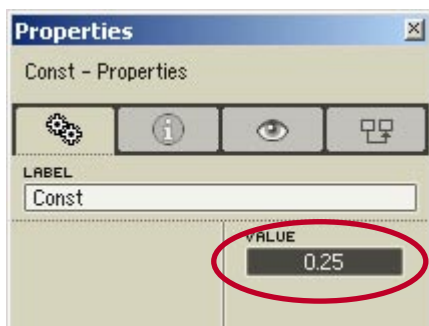 Properties
Const - Properties
LABEL
Const
VALUE
0.25